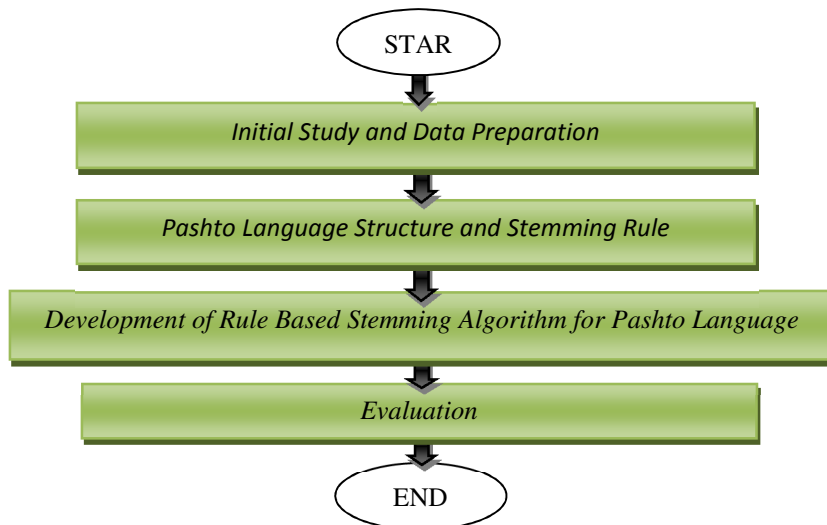 STAR
Initial Study and Data Preparation
Pashto Language Structure and Stemming Rule
Development of Rule Based Stemming Algorithm for Pashto Language
Evaluation
END